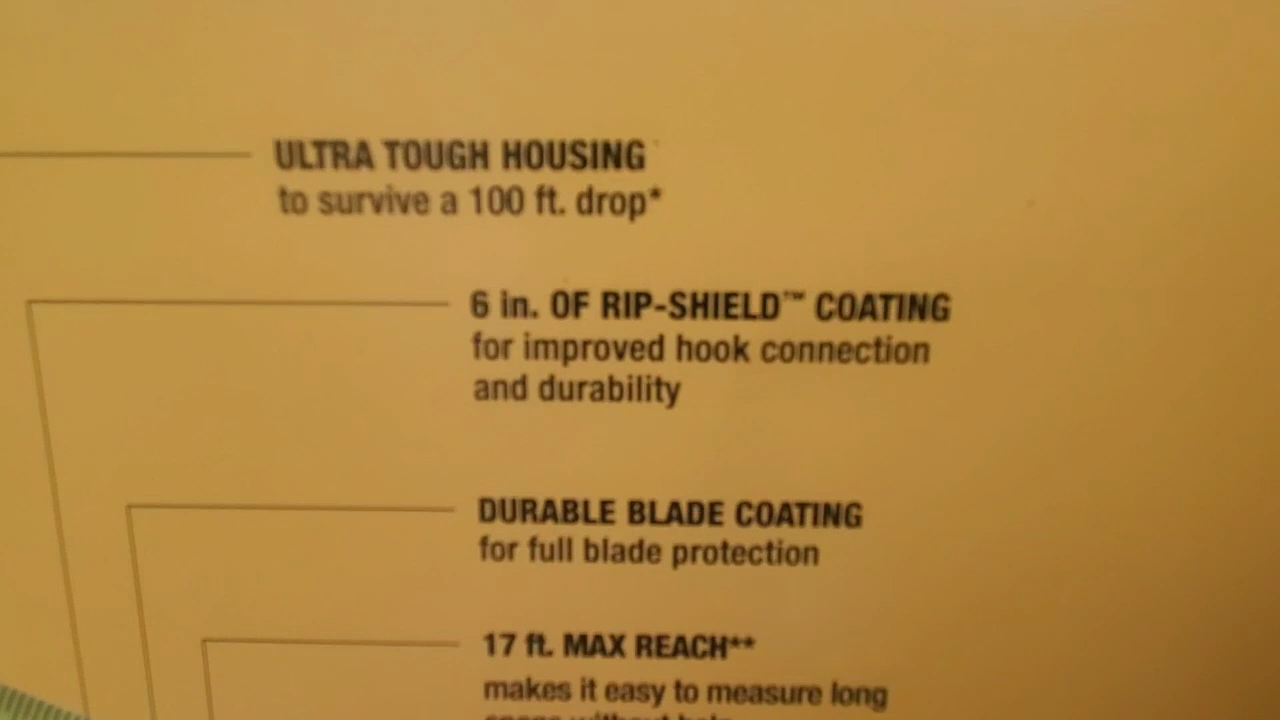 ULTRA TOUGH HOUSING
to survive a 100 ft. drop*
6 in. OF RIP-SHIELD™ COATING
for improved hook connection
and durability
DURABLE BLADE COATING
for full blade protection
17 ft. MAX REACH**
makes it easy to measure long